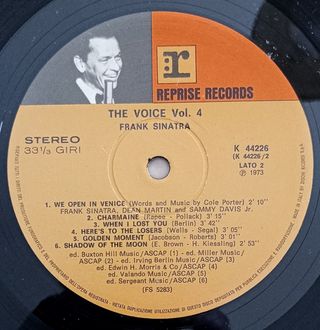 R
REPRISE RECORDS
THE VOICE Vol. 4
FRANK SINATRA
STEREO
33⅓ GIRI
K 44226
(K 44226/2)
LATO 2
℗ 1973
1. WE OPEN IN VENICE (Words and Music by Cole Porter) 2' 10"
FRANK SINATRA, DEAN MARTIN and SAMMY DAVIS Jr.
2. CHARMAINE (Rapee - Pollack) 3' 15"
3. WHEN I LOST YOU (Berlin) 3' 42"
4. HERE'S TO THE LOSERS (Wells - Segal) 3' 05"
5. GOLDEN MOMENT (Jacobson - Roberts) 3' 01"
6. SHADOW OF THE MOON (E. Brown - H. Kiessling) 2' 53"
ed. Buxton Hill Music/ASCAP (1) - ed. Miller Music/
ASCAP (2) - ed. Irving Berlin Music/ASCAP (3)
ed. Edwin H. Morris & Co/ASCAP (4)
ed. Valando Music/ASCAP (5)
ed. Sergeant Music/ASCAP (6)
(FS 5283)